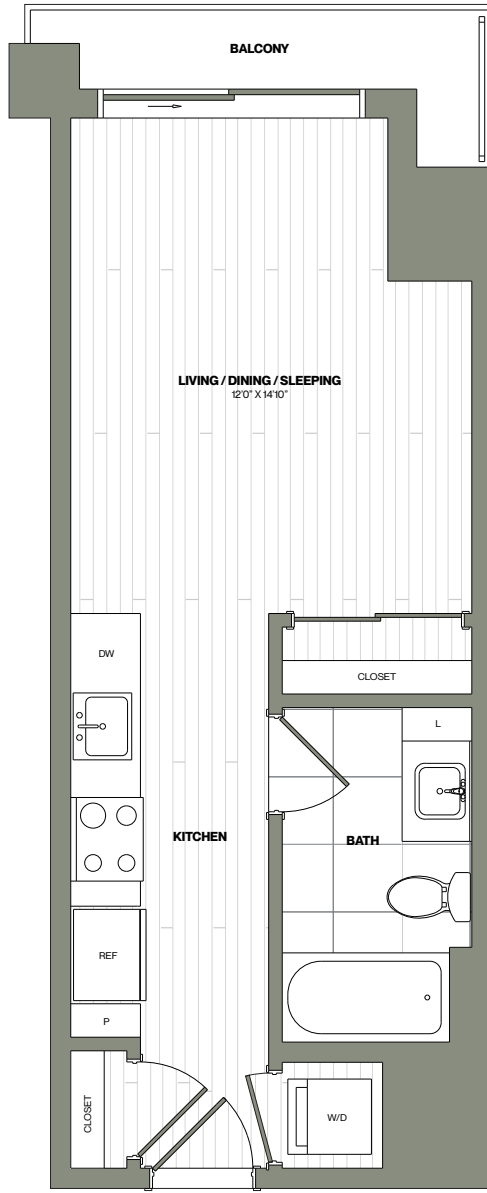 BALCONY
LIVING / DINING / SLEEPING
12'0" X 14'10"
DW
CLOSET
L
KITCHEN
BATH
REF
P
CLOSET
W/D